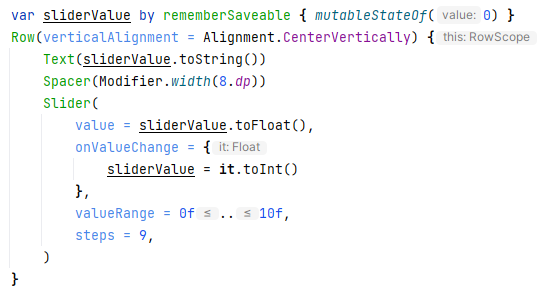 var sliderValue by rememberSaveable { mutableStateOf( value: 0) }
Row(verticalAlignment = Alignment.CenterVertically) { this: RowScope
    Text(sliderValue.toString())
    Spacer(Modifier.width(8.dp))
    Slider(
        value = sliderValue.toFloat(),
        onValueChange = { it: Float
            sliderValue = it.toInt()
        },
        valueRange = 0f ≤ .. ≤ 10f,
        steps = 9,
    )
}